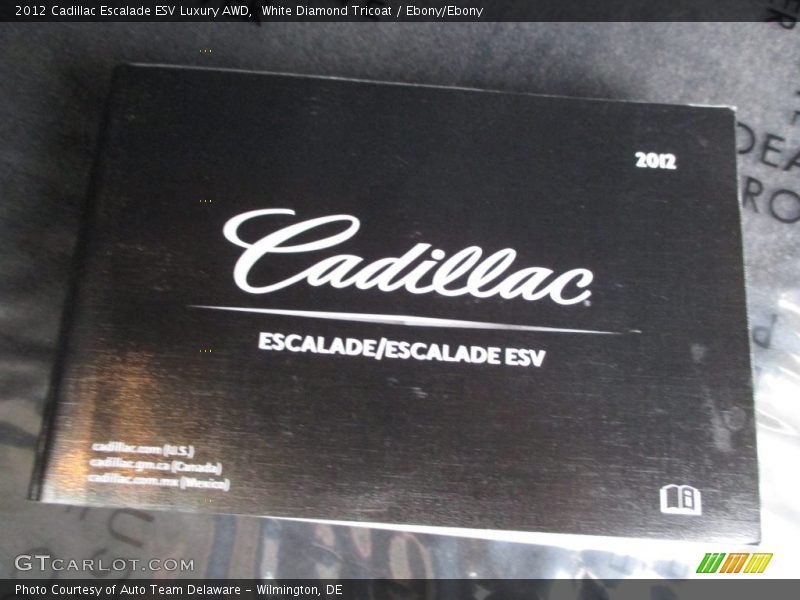 2012 Cadillac Escalade ESV Luxury AWD, White Diamond Tricoat / Ebony/Ebony
2012
Cadillac
ESCALADE/ESCALADE ESV
cadillac.com (U.S.)
cadillac.gm.ca (Canada)
cadillac.com.mx (Mexico)
GTCARLOT.COM
Photo Courtesy of Auto Team Delaware - Wilmington, DE